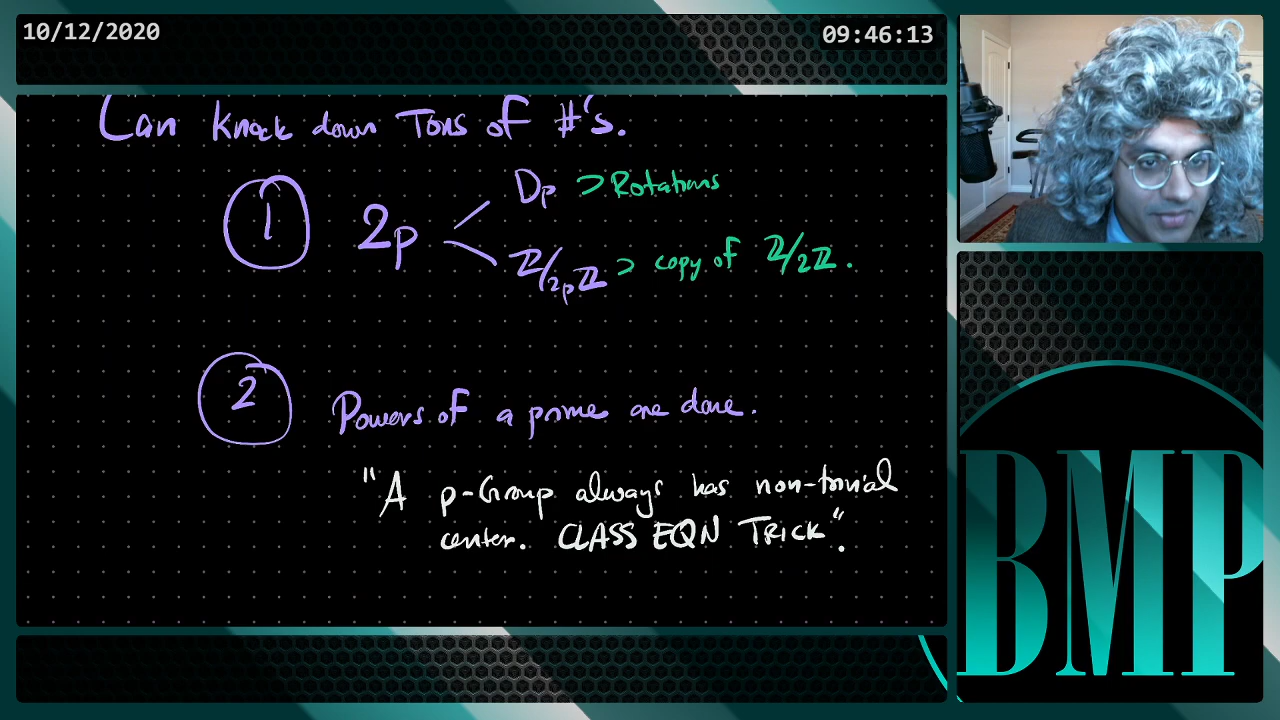 10/12/2020
09:46:13
Can knock down Tons of #'s.
1 2p
Dp > Rotations
ℤ/2pℤ > copy of ℤ/2ℤ.
2 Powers of a prime are done.
"A p-Group always has non-trivial
center. CLASS EQN TRICK".
BMP